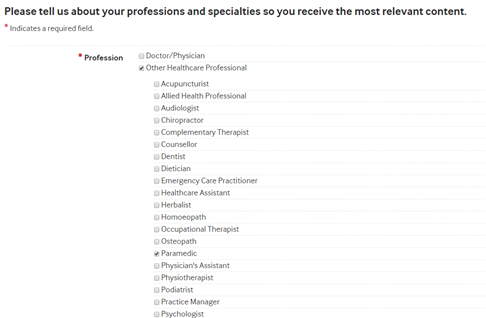 Please tell us about your professions and specialties so you receive the most relevant content.
* Indicates a required field.
* Profession
Doctor/Physician
Other Healthcare Professional
Acupuncturist
Allied Health Professional
Audiologist
Chiropractor
Complementary Therapist
Counsellor
Dentist
Dietician
Emergency Care Practitioner
Healthcare Assistant
Herbalist
Homoeopath
Occupational Therapist
Osteopath
Paramedic
Physician's Assistant
Physiotherapist
Podiatrist
Practice Manager
Psychologist